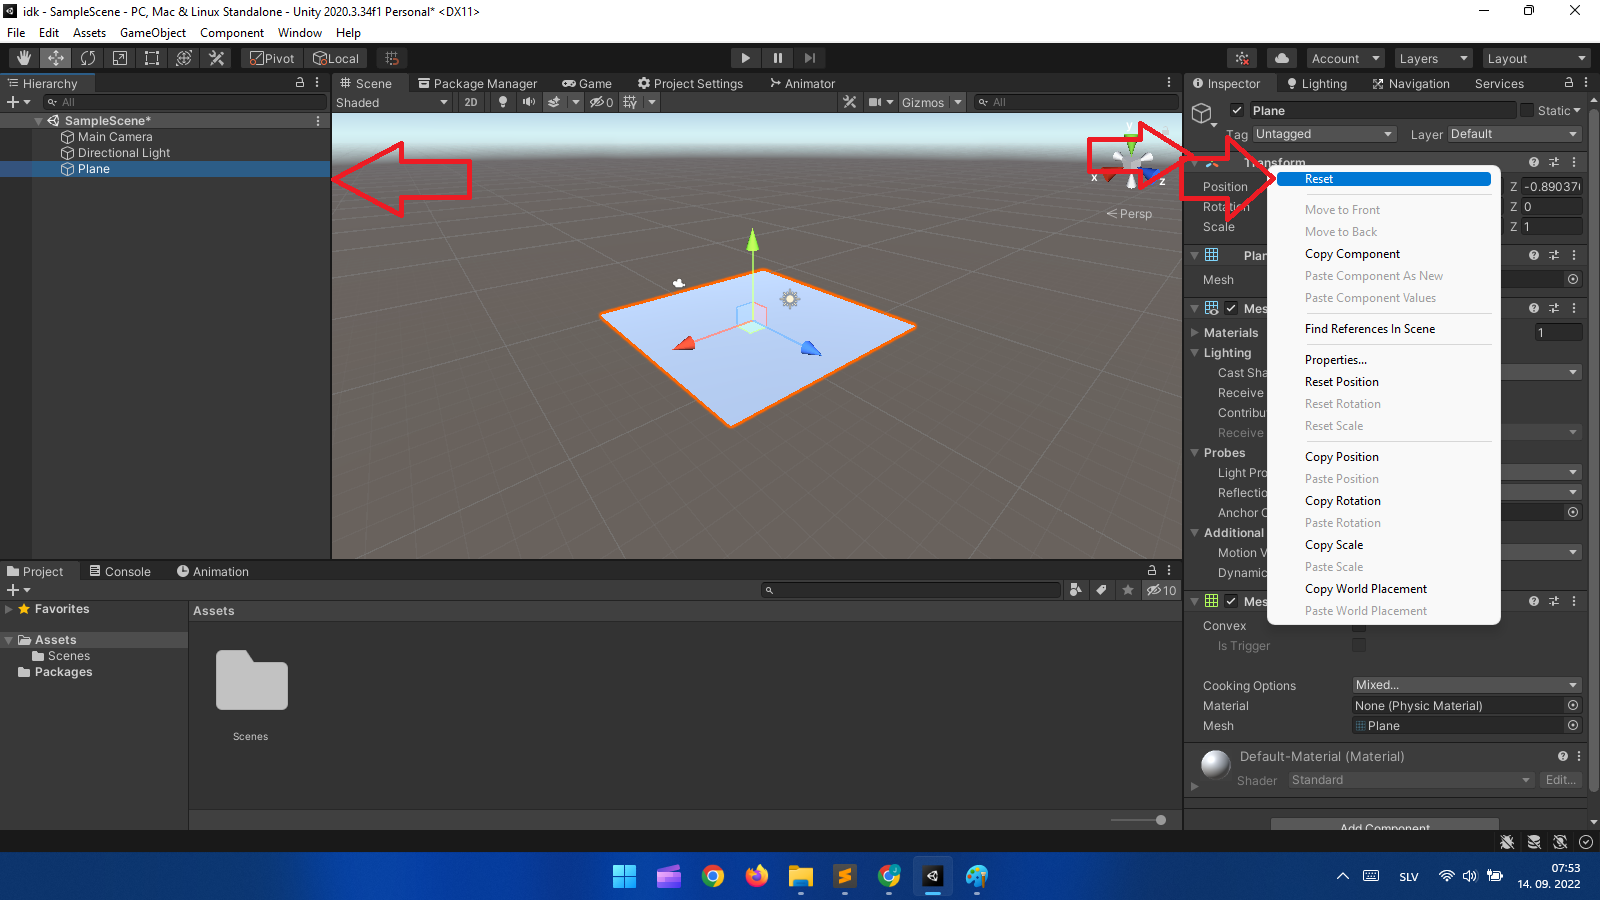 idk - SampleScene - PC, Mac & Linux Standalone - Unity 2020.3.34f1 Personal* <DX11>
File Edit Assets GameObject Component Window Help
Pivot Local Account Layers Layout
Hierarchy
All
SampleScene*
Main Camera
Directional Light
Plane
Scene Package Manager Game Project Settings Animator
Shaded 2D 0 Gizmos All
y
x
z
Persp
Inspector Lighting Navigation Services
Plane Static
Tag Untagged Layer Default
Transform
Position Z -0.890376
Rotation Z 0
Scale Z 1
Plan
Mesh
Mes
Materials 1
Lighting
Cast Sha
Receive
Contribu
Receive
Probes
Light Pro
Reflectio
Anchor O
Additional
Motion V
Dynamic
Mes
Convex
Is Trigger
Cooking Options Mixed...
Material None (Physic Material)
Mesh Plane
Default-Material (Material)
Shader Standard Edit...
Add Component
Reset
Move to Front
Move to Back
Copy Component
Paste Component As New
Paste Component Values
Find References In Scene
Properties...
Reset Position
Reset Rotation
Reset Scale
Copy Position
Paste Position
Copy Rotation
Paste Rotation
Copy Scale
Paste Scale
Copy World Placement
Paste World Placement
Project Console Animation
10
Favorites
Assets
Scenes
Packages
Assets
Scenes
SLV
07:53
14. 09. 2022